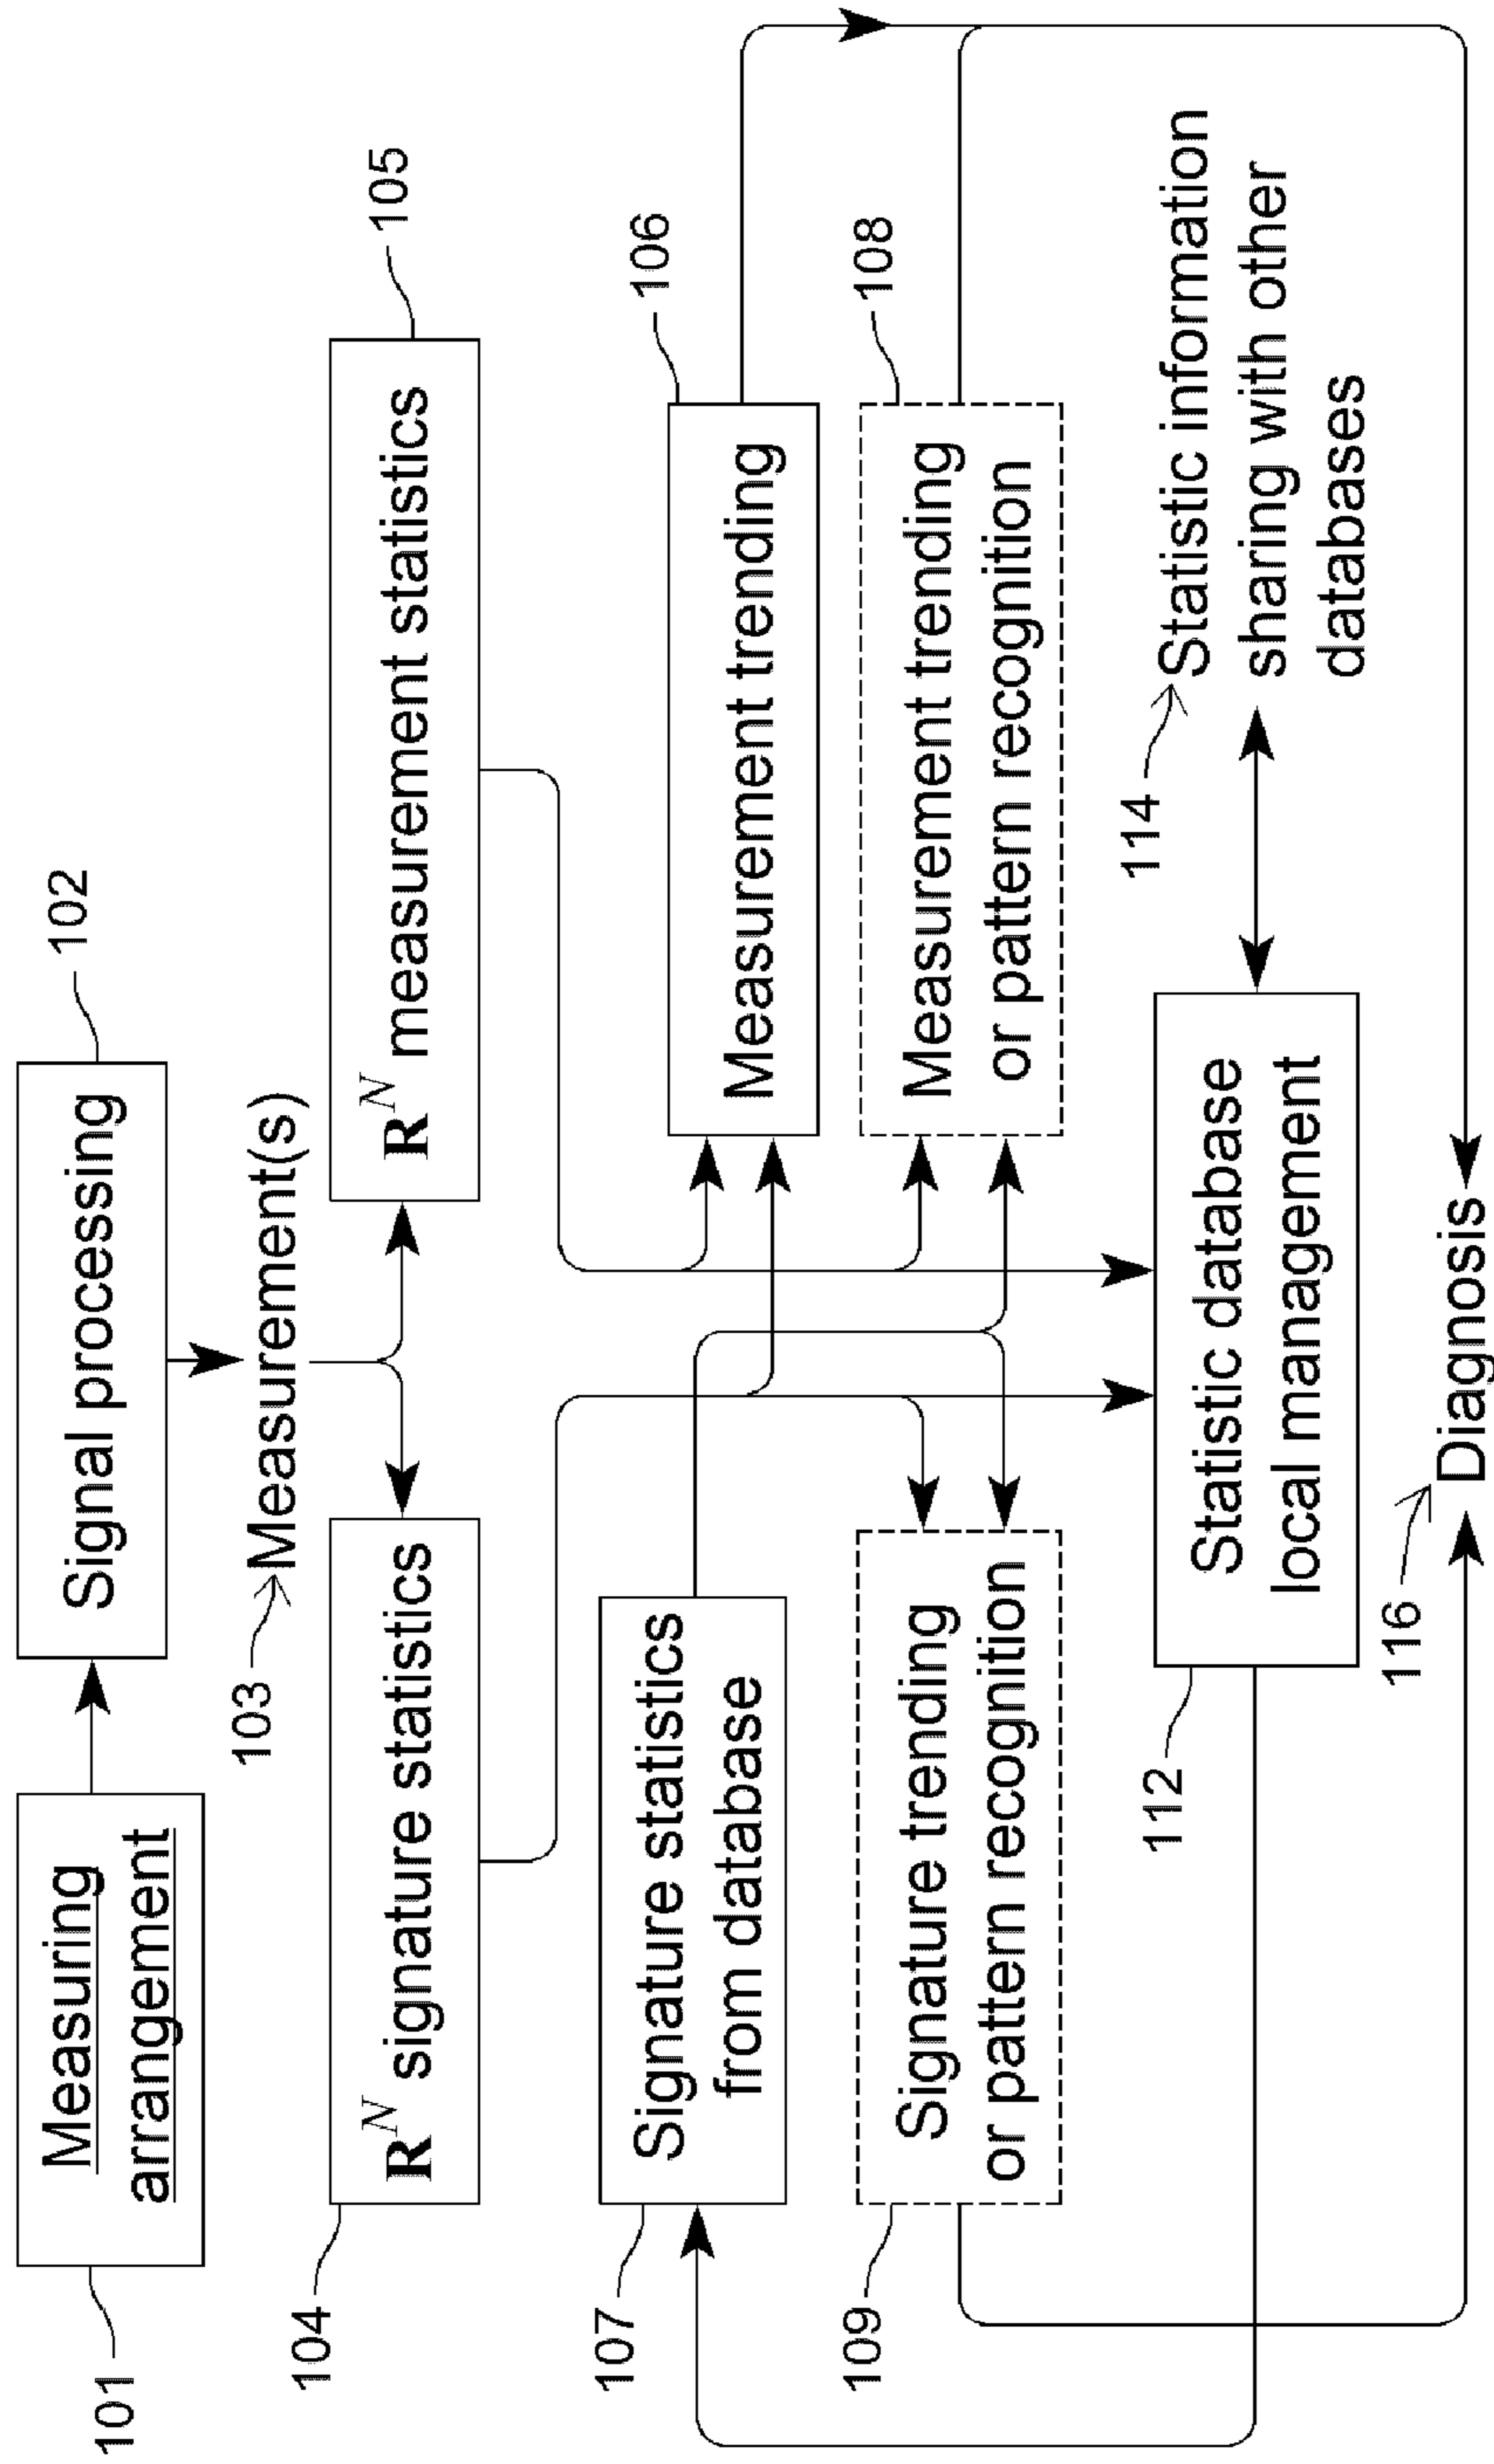 101
Measuring
arrangement
Signal processing
102
103
Measurement(s)
104
R^N signature statistics
R^N measurement statistics
105
107
Signature statistics
from database
Measurement trending
106
109
Signature trending
or pattern recognition
Measurement trending
or pattern recognition
108
112
Statistic database
local management
114
Statistic information
sharing with other
databases
116
Diagnosis